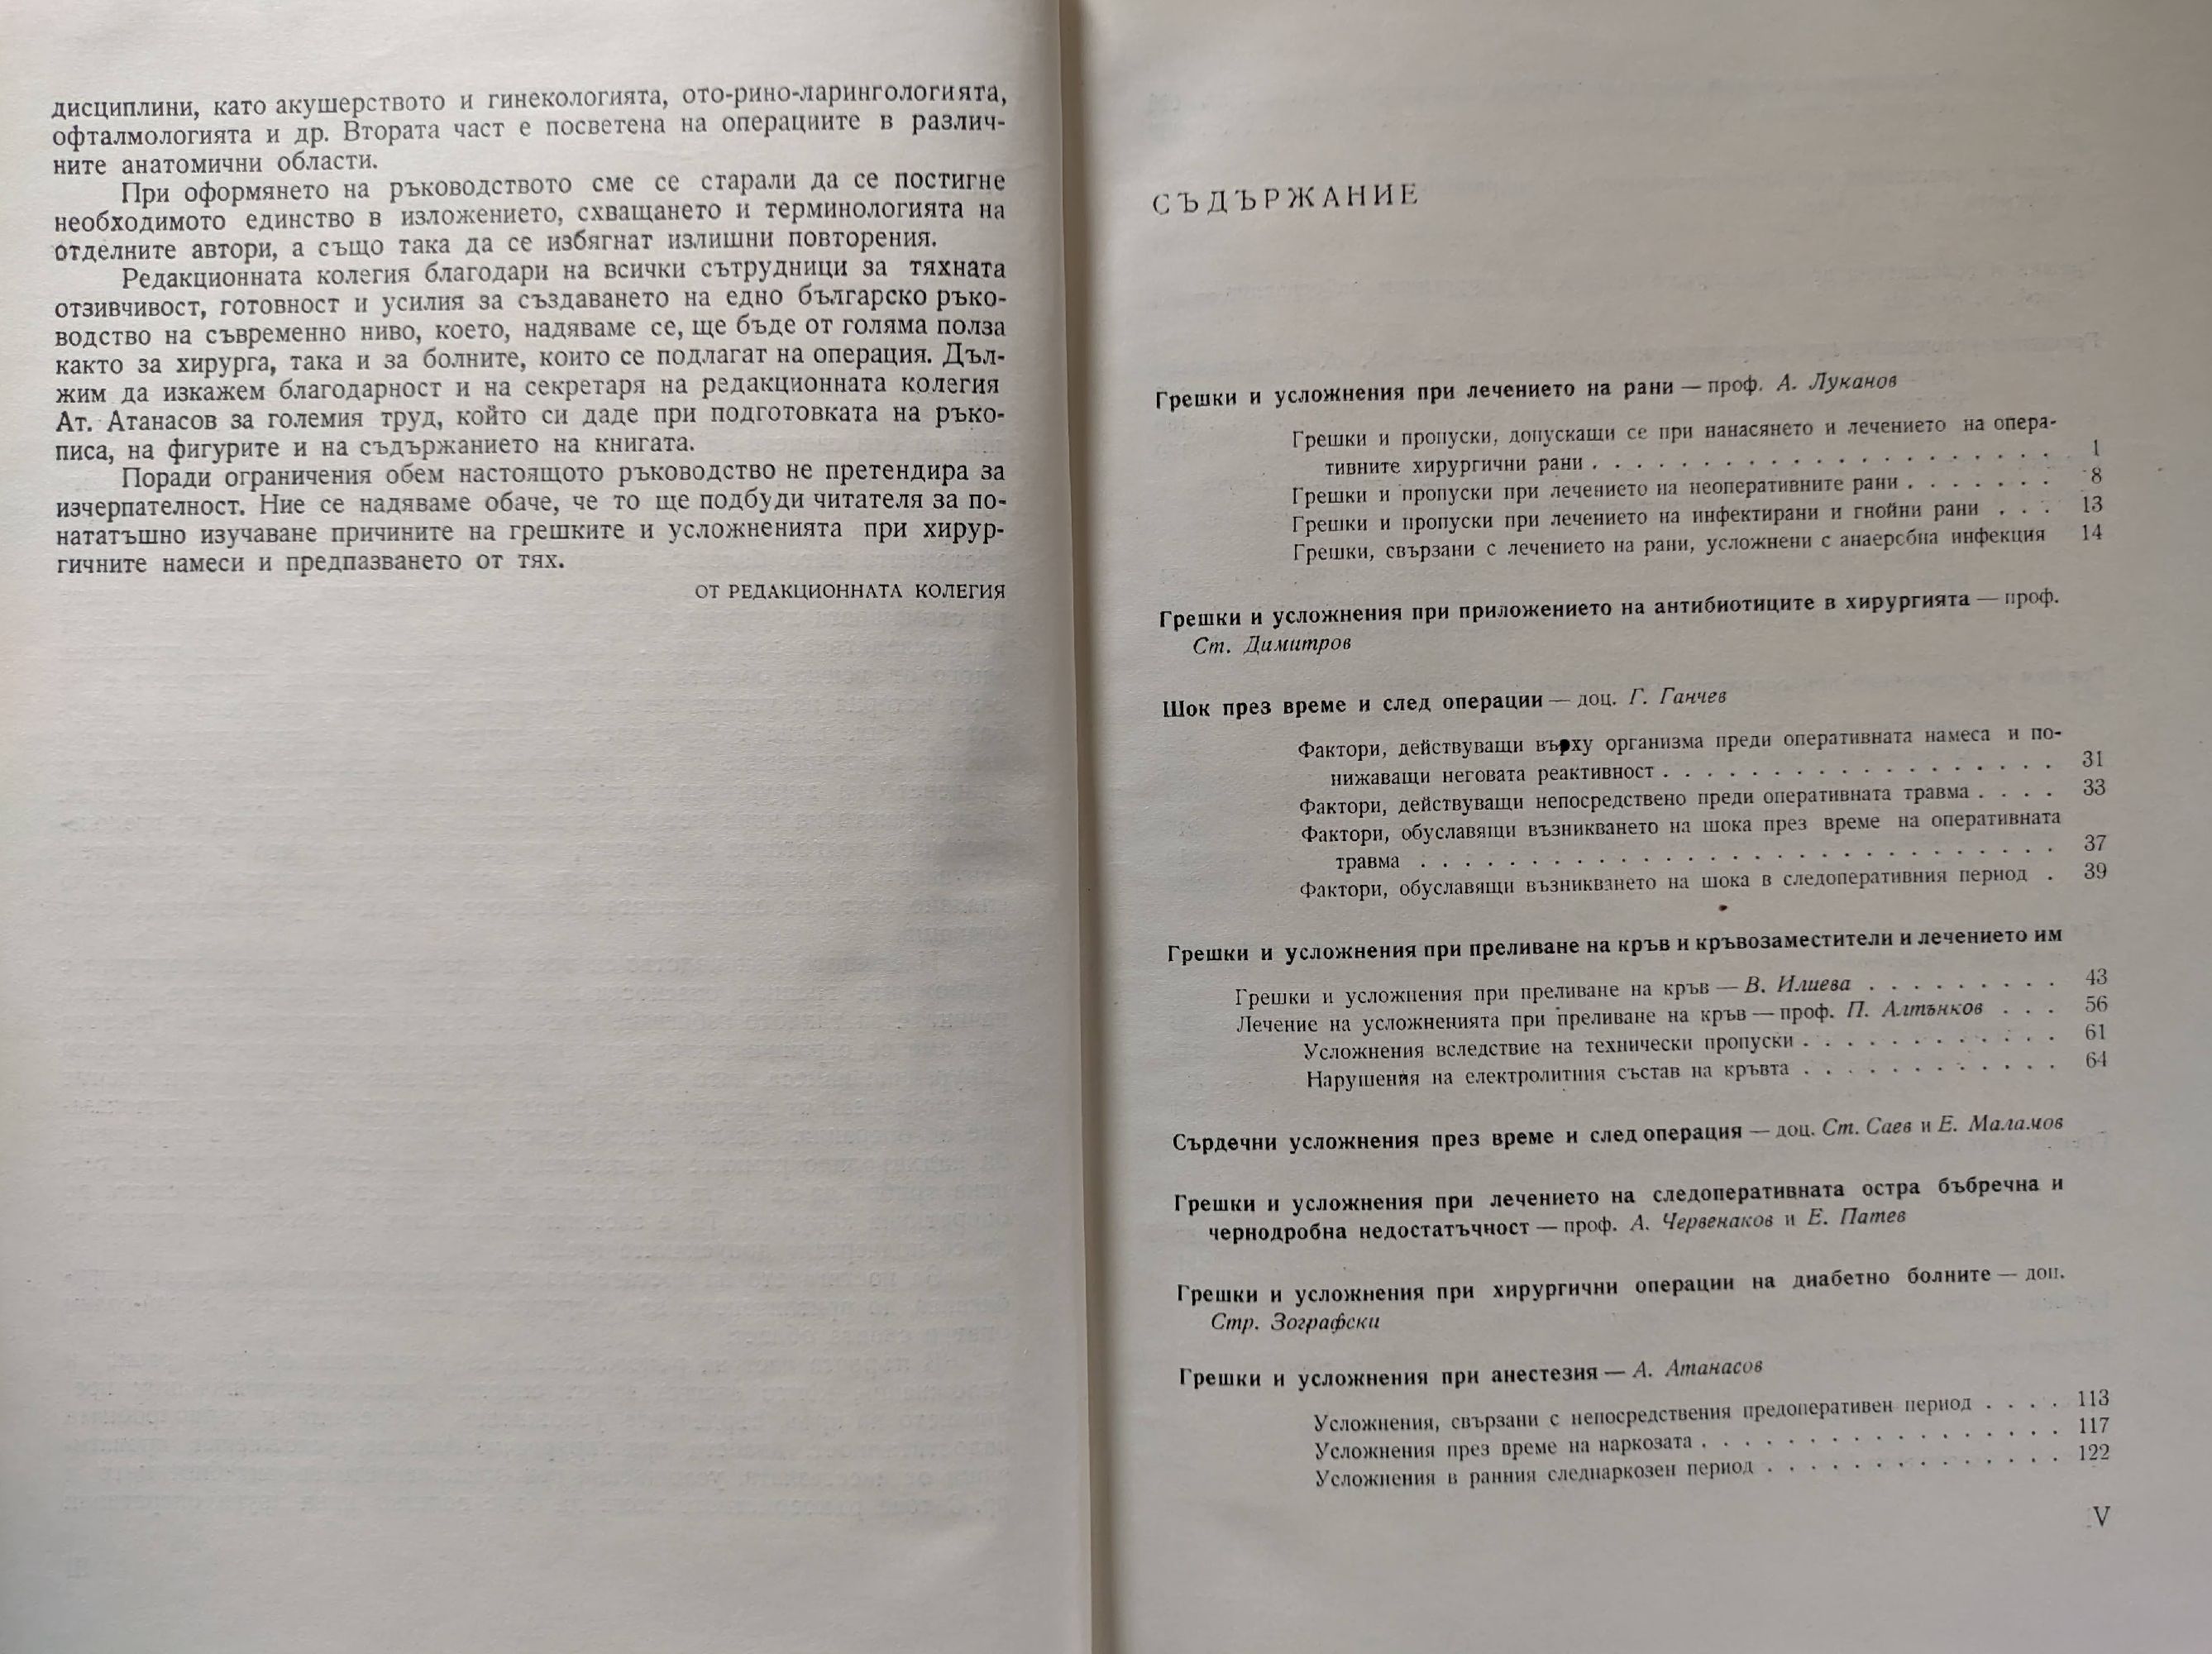 дисциплини, като акушерството и гинекологията, ото-рино-ларингологията,
офталмологията и др. Втората част е посветена на операциите в различ-
ните анатомични области.
При оформянето на ръководството сме се старали да се постигне
необходимото единство в изложението, схващането и терминологията на
отделните автори, а също така да се избягнат излишни повторения.
Редакционната колегия благодари на всички сътрудници за тяхната
отзивчивост, готовност и усилия за създаването на едно българско ръко-
водство на съвременно ниво, което, надяваме се, ще бъде от голяма полза
както за хирурга, така и за болните, които се подлагат на операция. Дъл-
жим да изкажем благодарност и на секретаря на редакционната колегия
Ат. Атанасов за големия труд, който си даде при подготовката на ръко-
писа, на фигурите и на съдържанието на книгата.
Поради ограничения обем настоящото ръководство не претендира за
изчерпателност. Ние се надяваме обаче, че то ще подбуди читателя за по-
нататъшно изучаване причините на грешките и усложненията при хирур-
гичните намеси и предпазването от тях.
ОТ РЕДАКЦИОННАТА КОЛЕГИЯ
СЪДЪРЖАНИЕ
Грешки и усложнения при лечението на рани — проф. А. Луканов
Грешки и пропуски, допускащи се при нанасянето и лечението на опера-
тивните хирургични рани . . . . . . . . . . . . . . . . . . . . 1
Грешки и пропуски при лечението на неоперативните рани . . . . . . . 8
Грешки и пропуски при лечението на инфектирани и гнойни рани . . . 13
Грешки, свързани с лечението на рани, усложнени с анаеробна инфекция 14
Грешки и усложнения при приложението на антибиотиците в хирургията — проф.
Ст. Димитров
Шок през време и след операции — доц. Г. Ганчев
Фактори, действуващи върху организма преди оперативната намеса и по-
нижаващи неговата реактивност . . . . . . . . . . . . . . . . . . 31
Фактори, действуващи непосредствено преди оперативната травма . . . . 33
Фактори, обуславящи възникването на шока през време на оперативната
травма . . . . . . . . . . . . . . . . . . . . . . . . . . . . 37
Фактори, обуславящи възникването на шока в следоперативния период . 39
Грешки и усложнения при преливане на кръв и кръвозаместители и лечението им
Грешки и усложнения при преливане на кръв — В. Илиева . . . . . . . . . 43
Лечение на усложненията при преливане на кръв — проф. П. Алтънков . . . 56
Усложнения вследствие на технически пропуски . . . . . . . . . . . . 61
Нарушения на електролитния състав на кръвта . . . . . . . . . . . . 64
Сърдечни усложнения през време и след операция — доц. Ст. Саев и Е. Маламов
Грешки и усложнения при лечението на следоперативната остра бъбречна и
чернодробна недостатъчност — проф. А. Червенаков и Е. Патев
Грешки и усложнения при хирургични операции на диабетно болните — доц.
Стр. Зографски
Грешки и усложнения при анестезия — А. Атанасов
Усложнения, свързани с непосредствения предоперативен период . . . . 113
Усложнения през време на наркозата . . . . . . . . . . . . . . . . . 117
Усложнения в ранния следнаркозен период . . . . . . . . . . . . . . 122
V